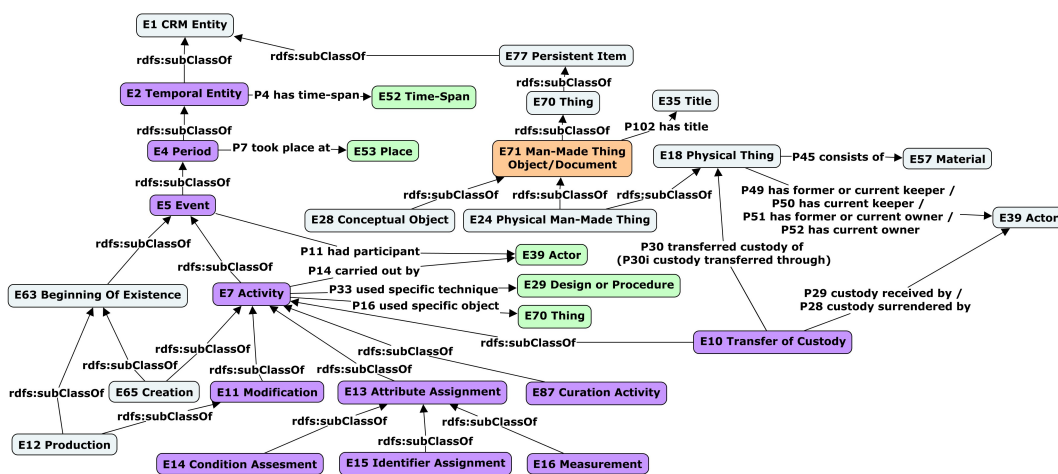 E1 CRM Entity
rdfs:subClassOf
rdfs:subClassOf
E77 Persistent Item
rdfs:subClassOf
E2 Temporal Entity
P4 has time-span
E52 Time-Span
E70 Thing
E35 Title
rdfs:subClassOf
rdfs:subClassOf
P102 has title
E4 Period
P7 took place at
E53 Place
E71 Man-Made Thing
Object/Document
E18 Physical Thing
P45 consists of
E57 Material
rdfs:subClassOf
rdfs:subClassOf
rdfs:subClassOf
rdfs:subClassOf
E5 Event
E28 Conceptual Object
E24 Physical Man-Made Thing
P49 has former or current keeper /
P50 has current keeper /
P51 has former or current owner /
P52 has current owner
E39 Actor
P11 had participant
P30 transferred custody of
(P30i custody transferred through)
rdfs:subClassOf
rdfs:subClassOf
P14 carried out by
E39 Actor
E63 Beginning Of Existence
E7 Activity
P33 used specific technique
E29 Design or Procedure
P16 used specific object
E70 Thing
P29 custody received by /
P28 custody surrendered by
rdfs:subClassOf
E10 Transfer of Custody
rdfs:subClassOf
rdfs:subClassOf
rdfs:subClassOf
rdfs:subClassOf
rdfs:subClassOf
rdfs:subClassOf
E65 Creation
E11 Modification
E13 Attribute Assignment
E87 Curation Activity
rdfs:subClassOf
E12 Production
rdfs:subClassOf
rdfs:subClassOf
rdfs:subClassOf
E14 Condition Assesment
E15 Identifier Assignment
E16 Measurement